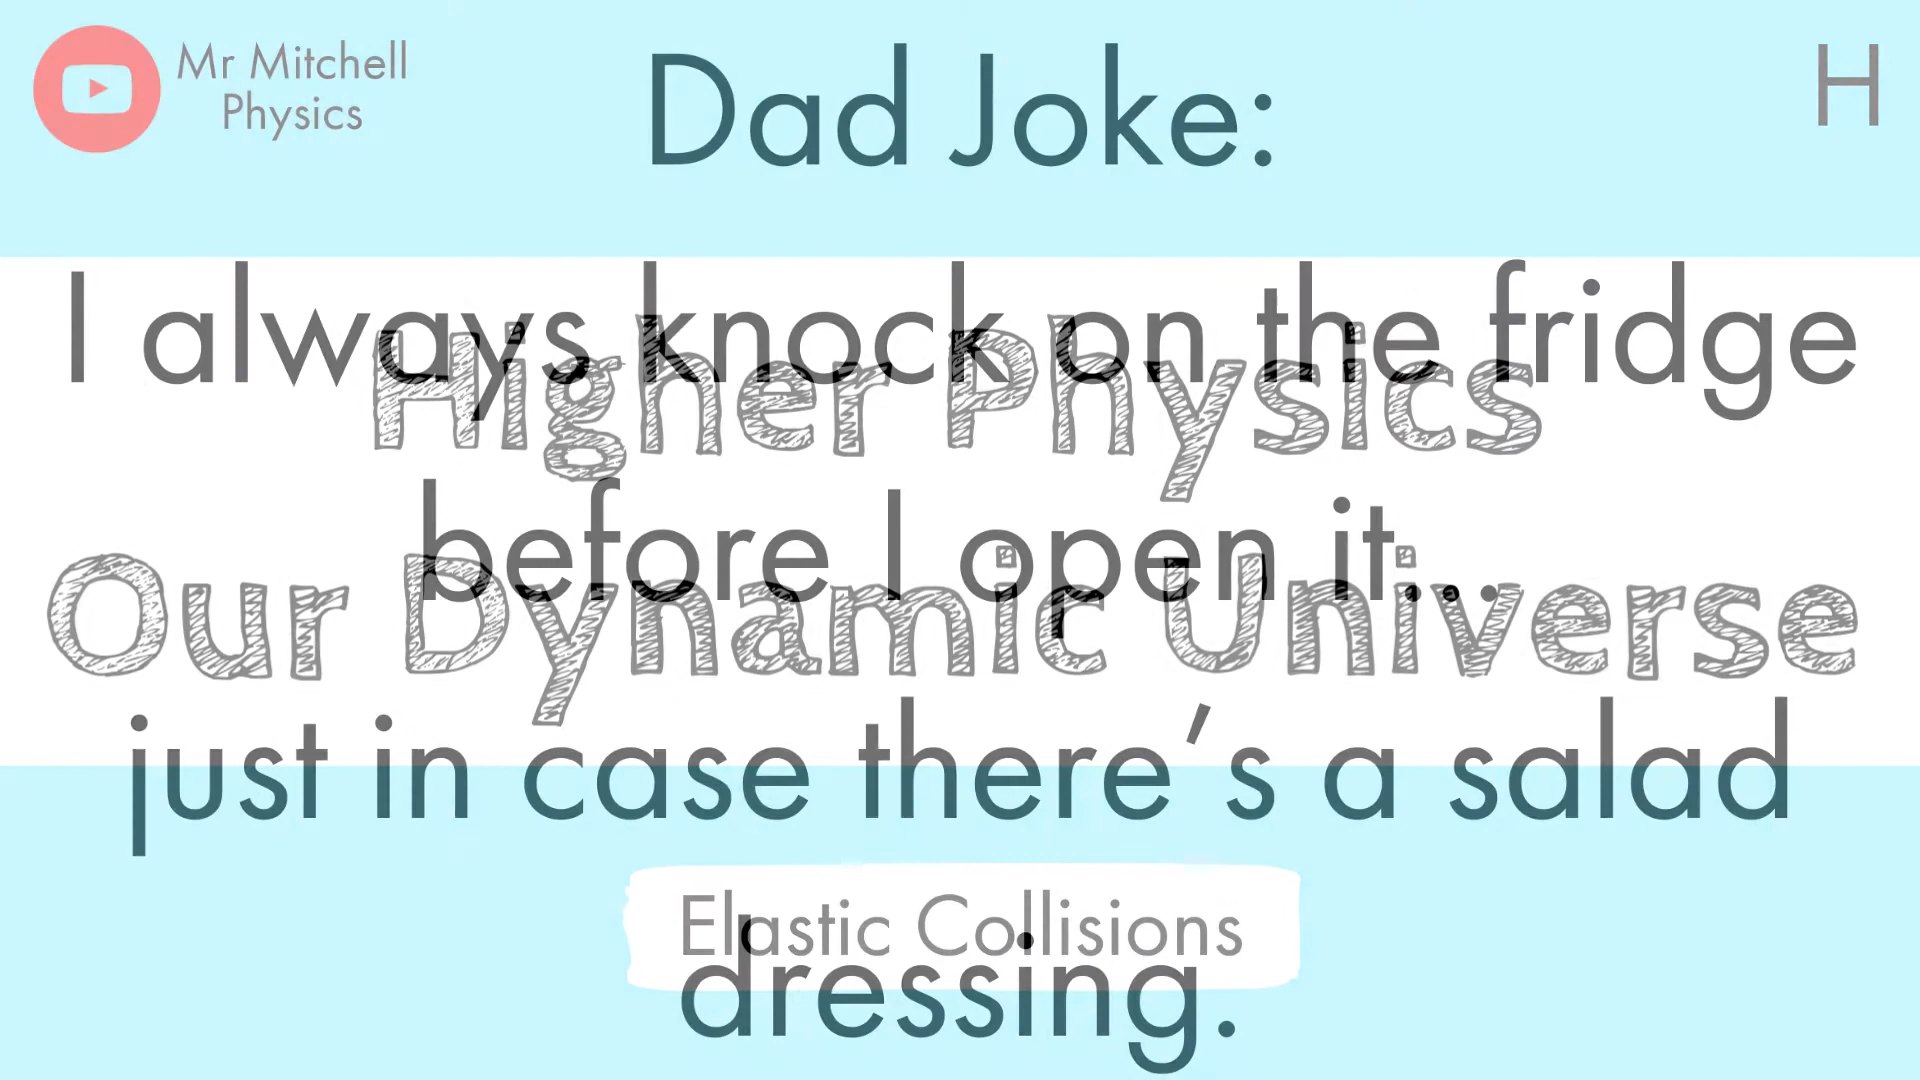 Mr Mitchell
Physics
Dad Joke:
H
I always knock on the fridge
Higher Physics
before I open it...
Our Dynamic Universe
just in case there’s a salad
Elastic Collisions
dressing.